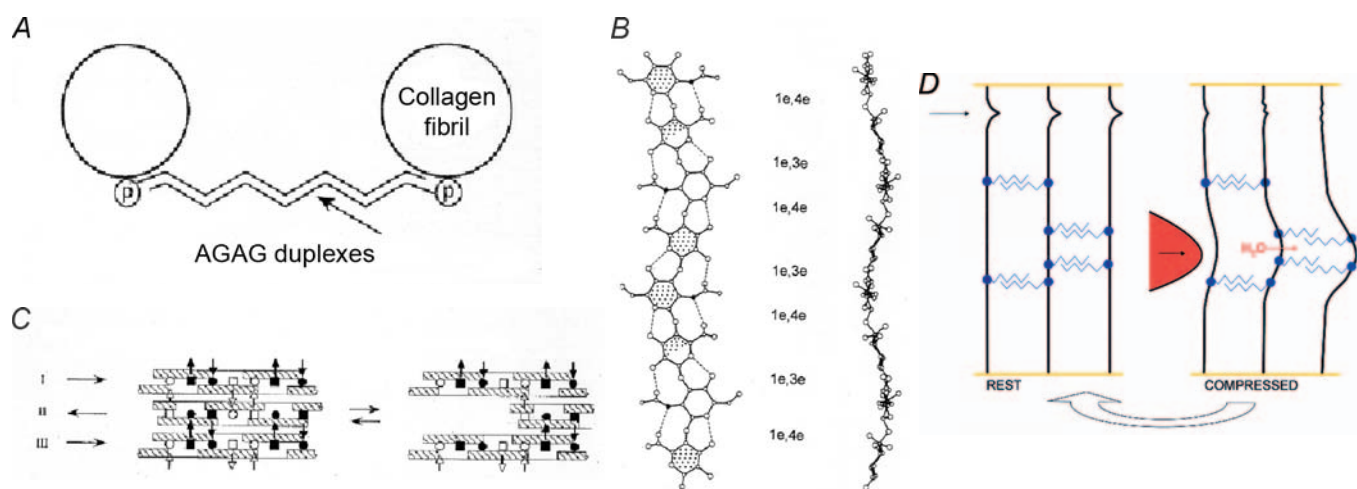 A
Collagen
fibril
p
p
AGAG duplexes
B
1e,4e
1e,3e
1e,4e
1e,3e
1e,4e
1e,3e
1e,4e
C
I
II
III
D
H₂O
REST
COMPRESSED